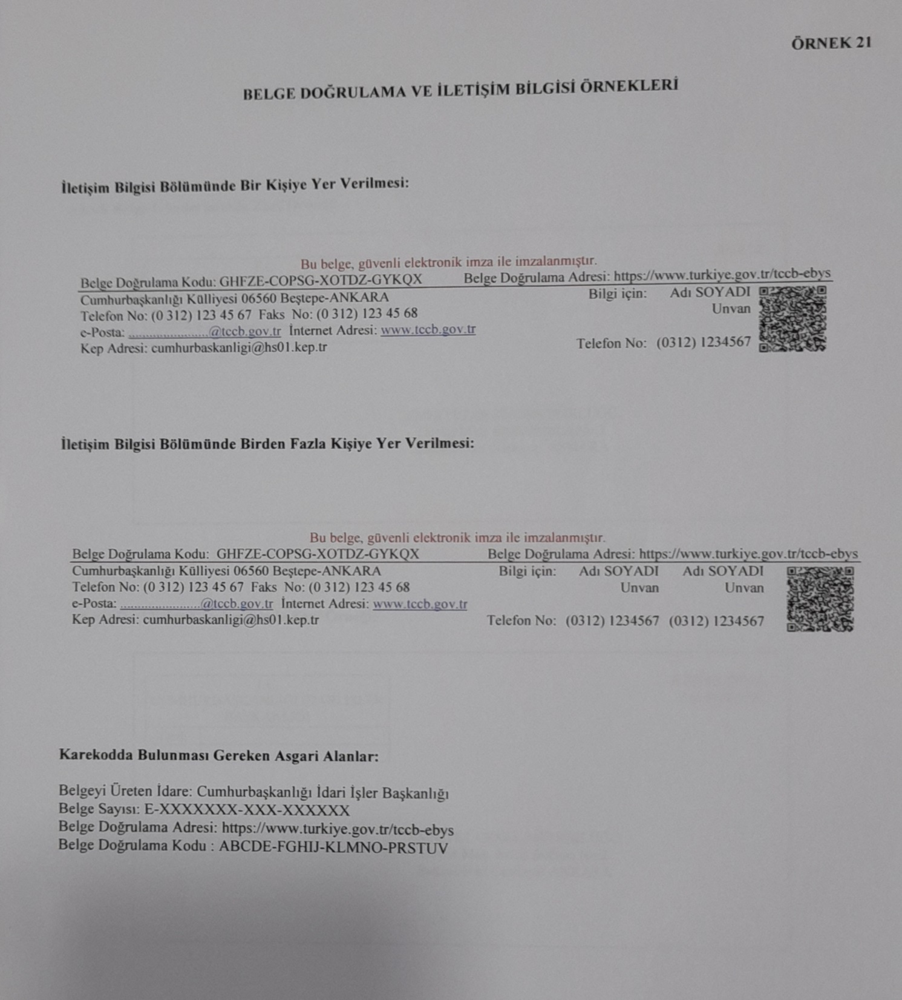 ÖRNEK 21
BELGE DOĞRULAMA VE İLETİŞİM BİLGİSİ ÖRNEKLERİ
İletişim Bilgisi Bölümünde Bir Kişiye Yer Verilmesi:
Bu belge, güvenli elektronik imza ile imzalanmıştır.
Belge Doğrulama Kodu: GHFZE-COPSG-XOTDZ-GYKQX Belge Doğrulama Adresi: https://www.turkiye.gov.tr/tccb-ebys
Cumhurbaşkanlığı Külliyesi 06560 Beştepe-ANKARA Bilgi için: Adı SOYADI
Telefon No: (0 312) 123 45 67 Faks No: (0 312) 123 45 68 Unvan
e-Posta: ......................@tccb.gov.tr İnternet Adresi: www.tccb.gov.tr
Kep Adresi: cumhurbaskanligi@hs01.kep.tr Telefon No: (0312) 1234567
İletişim Bilgisi Bölümünde Birden Fazla Kişiye Yer Verilmesi:
Bu belge, güvenli elektronik imza ile imzalanmıştır.
Belge Doğrulama Kodu: GHFZE-COPSG-XOTDZ-GYKQX Belge Doğrulama Adresi: https://www.turkiye.gov.tr/tccb-ebys
Cumhurbaşkanlığı Külliyesi 06560 Beştepe-ANKARA Bilgi için: Adı SOYADI Adı SOYADI
Telefon No: (0 312) 123 45 67 Faks No: (0 312) 123 45 68 Unvan Unvan
e-Posta: ......................@tccb.gov.tr İnternet Adresi: www.tccb.gov.tr
Kep Adresi: cumhurbaskanligi@hs01.kep.tr Telefon No: (0312) 1234567 (0312) 1234567
Karekodda Bulunması Gereken Asgari Alanlar:
Belgeyi Üreten İdare: Cumhurbaşkanlığı İdari İşler Başkanlığı
Belge Sayısı: E-XXXXXXX-XXX-XXXXXX
Belge Doğrulama Adresi: https://www.turkiye.gov.tr/tccb-ebys
Belge Doğrulama Kodu : ABCDE-FGHIJ-KLMNO-PRSTUV